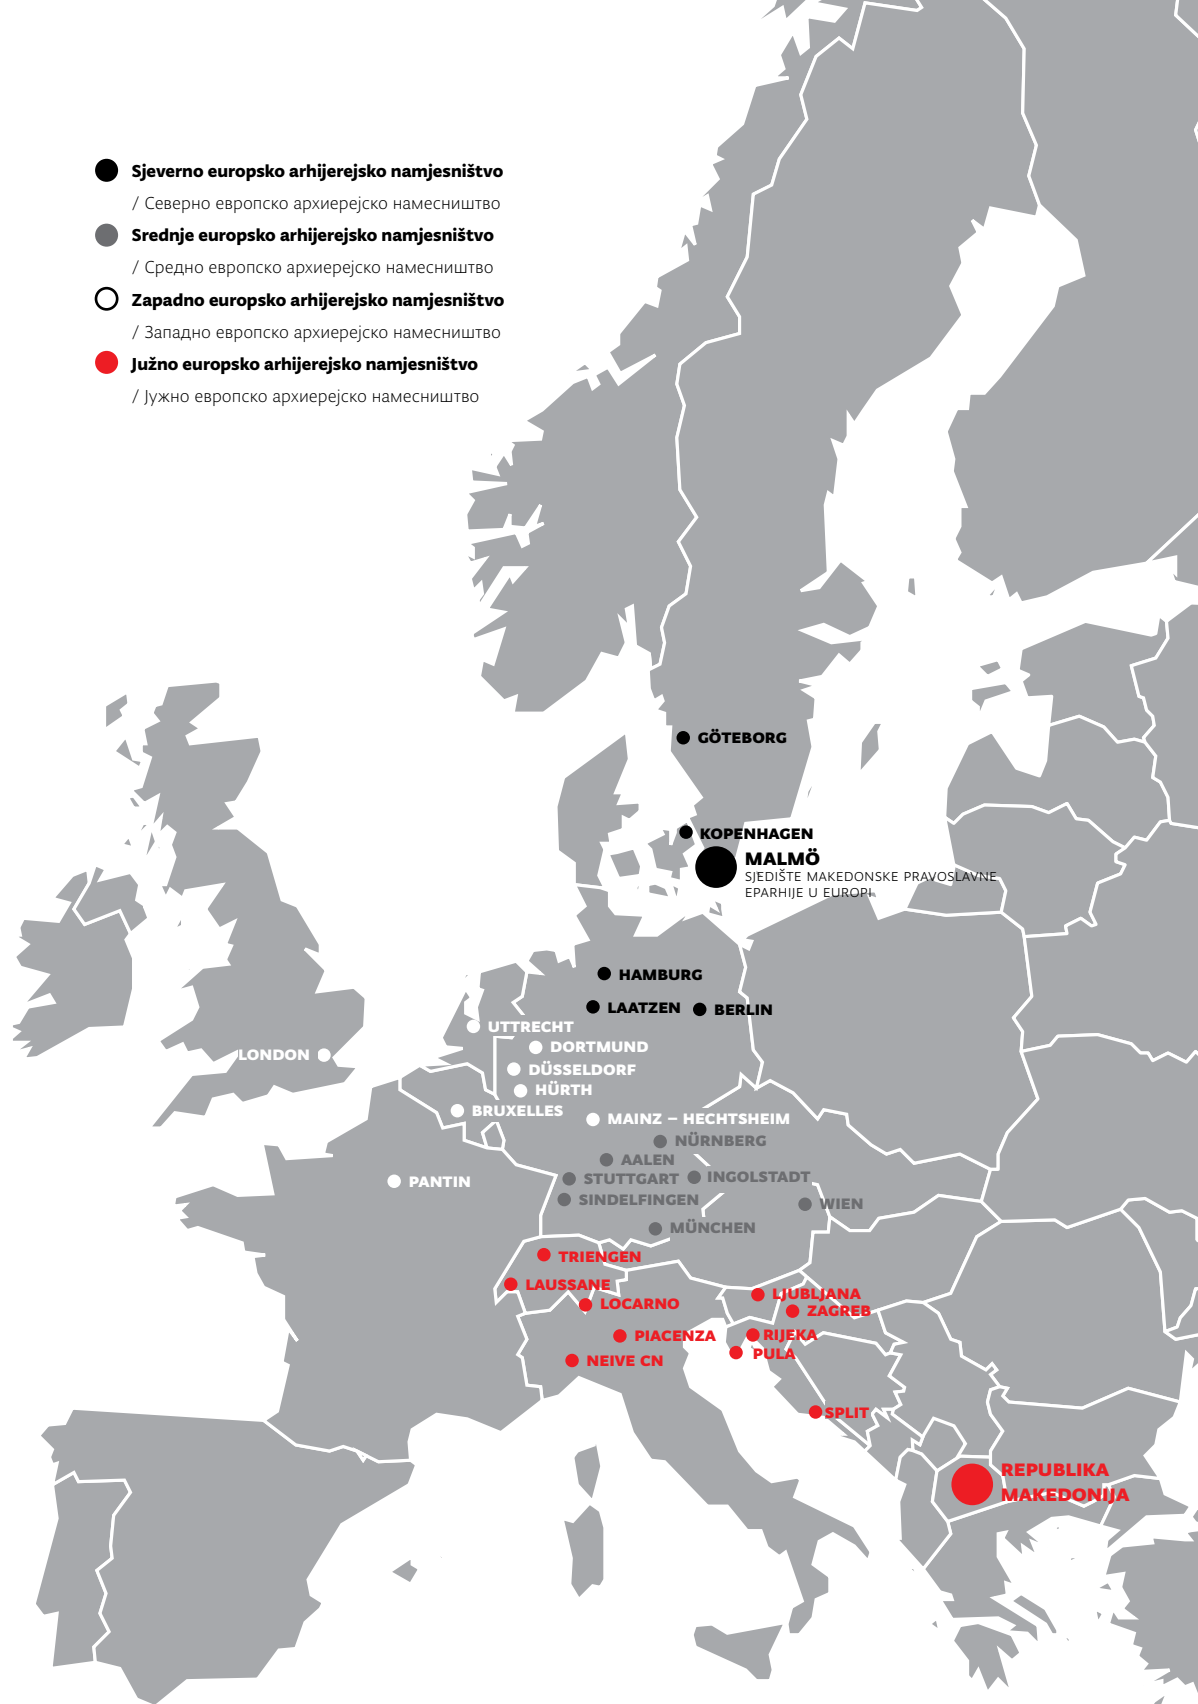 Sjeverno europsko arhijerejsko namjesništvo
/ Северно европско архиерејско намесништво
Srednje europsko arhijerejsko namjesništvo
/ Средно европско архиерејско намесништво
Zapadno europsko arhijerejsko namjesništvo
/ Западно европско архиерејско намесништво
Južno europsko arhijerejsko namjesništvo
/ Јужно европско архиерејско намесништво
GÖTEBORG
KOPENHAGEN
MALMÖ
SJEDIŠTE MAKEDONSKE PRAVOSLAVNE
EPARHIJE U EUROPI
HAMBURG
LAATZEN
BERLIN
UTTRECHT
DORTMUND
LONDON
DÜSSELDORF
HÜRTH
BRUXELLES
MAINZ – HECHTSHEIM
NÜRNBERG
AALEN
STUTTGART
INGOLSTADT
PANTIN
SINDELFINGEN
WIEN
MÜNCHEN
TRIENGEN
LAUSSANE
LJUBLJANA
LOCARNO
ZAGREB
PIACENZA
RIJEKA
PULA
NEIVE CN
SPLIT
REPUBLIKA
MAKEDONIJA